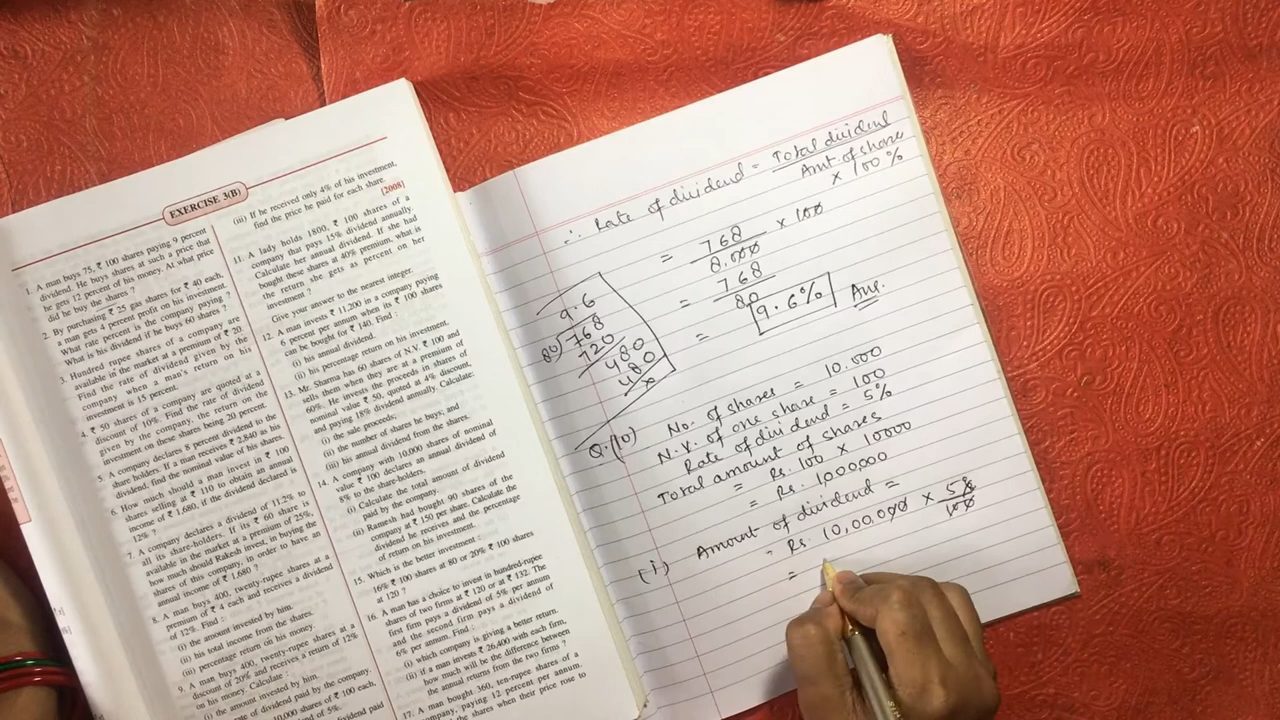 EXERCISE 3(B)
1. A man buys 75, ₹ 100 shares paying 9 percent
dividend. He buys shares at such a price that
he gets 12 percent of his money. At what price
did he buy the shares ?
2. By purchasing ₹ 25 gas shares for ₹ 40 each,
a man gets 4 percent profit on his investment.
What rate percent is the company paying ?
What is his dividend if he buys 60 shares ?
3. Hundred rupee shares of a company are
available in the market at a premium of ₹ 20.
Find the rate of dividend given by the
company when a man's return on his
investment is 15 percent.
4. ₹ 50 shares of a company are quoted at a
discount of 10%. Find the rate of dividend
given by the company, the return on the
investment on these shares being 20 percent.
5. A company declares 8 percent dividend to the
share holders. If a man receives ₹ 2,840 as his
dividend, find the nominal value of his shares.
6. How much should a man invest in ₹ 100
shares selling at ₹ 110 to obtain an annual
income of ₹ 1,680, if the dividend declared is
12% ?
7. A company declares a dividend of 11.2% to
all its share-holders. If its ₹ 60 share is
available in the market at a premium of 25%,
how much should Rakesh invest, in buying the
shares of this company, in order to have an
annual income of ₹ 1,680 ?
8. A man buys 400, twenty-rupee shares at a
premium of ₹ 4 each and receives a dividend
of 12%. Find :
(i) the amount invested by him.
(ii) his total income from the shares.
(iii) percentage return on his money.
9. A man buys 400, twenty-rupee shares at a
discount of 20% and receives a return of 12%
on his money. Calculate :
(i) the amount invested by him.
rate of dividend paid by the company.
10,000 shares of ₹ 100 each,
dividend paid
of 5%.
(iii) If he received only 4% of his investment,
find the price he paid for each share.
[2008]
11. A lady holds 1800, ₹ 100 shares of a
company that pays 15% dividend annually.
Calculate her annual dividend. If she had
bought these shares at 40% premium, what is
the return she gets as percent on her
investment ?
Give your answer to the nearest integer.
12. A man invests ₹ 11,200 in a company paying
6 percent per annum when its ₹ 100 shares
can be bought for ₹ 140. Find :
(i) his annual dividend.
(ii) his percentage return on his investment.
13. Mr. Sharma has 60 shares of N.V. ₹ 100 and
sells them when they are at a premium of
60%. He invests the proceeds in shares of
nominal value ₹ 50, quoted at 4% discount,
and paying 18% dividend annually. Calculate :
(i) the sale proceeds;
(ii) the number of shares he buys; and
(iii) his annual dividend from the shares.
14. A company with 10,000 shares of nominal
value ₹ 100 declares an annual dividend of
8% to the share-holders.
(i) Calculate the total amount of dividend
paid by the company.
(ii) Ramesh had bought 90 shares of the
company at ₹ 150 per share. Calculate the
dividend he receives and the percentage
of return on his investment.
15. Which is the better investment :
16% ₹ 100 shares at 80 or 20% ₹ 100 shares
at 120 ?
16. A man has a choice to invest in hundred-rupee
shares of two firms at ₹ 120 or at ₹ 132. The
first firm pays a dividend of 5% per annum
and the second firm pays a dividend of
6% per annum. Find :
(i) which company is giving a better return.
(ii) if a man invests ₹ 26,400 with each firm,
how much will be the difference between
the annual returns from the two firms ?
17. A man bought 360, ten-rupee shares of a
company, paying 12 percent per annum.
the shares when their price rose to
∴ Rate of dividend = Total dividend
Amt. of share
× 100 %
= 768 × 100
8.000
= 768
80
= 9.6% Ans.
9.6
80) 768
720
480
480
×
Q.(10) No. of shares = 10.000
N.V. of one share = 100
Rate of dividend = 5%
Total amount of shares
= Rs. 100 × 10000
= Rs. 1000000
(i) Amount of dividend =
= Rs. 10,00.000 × 5%
100
=